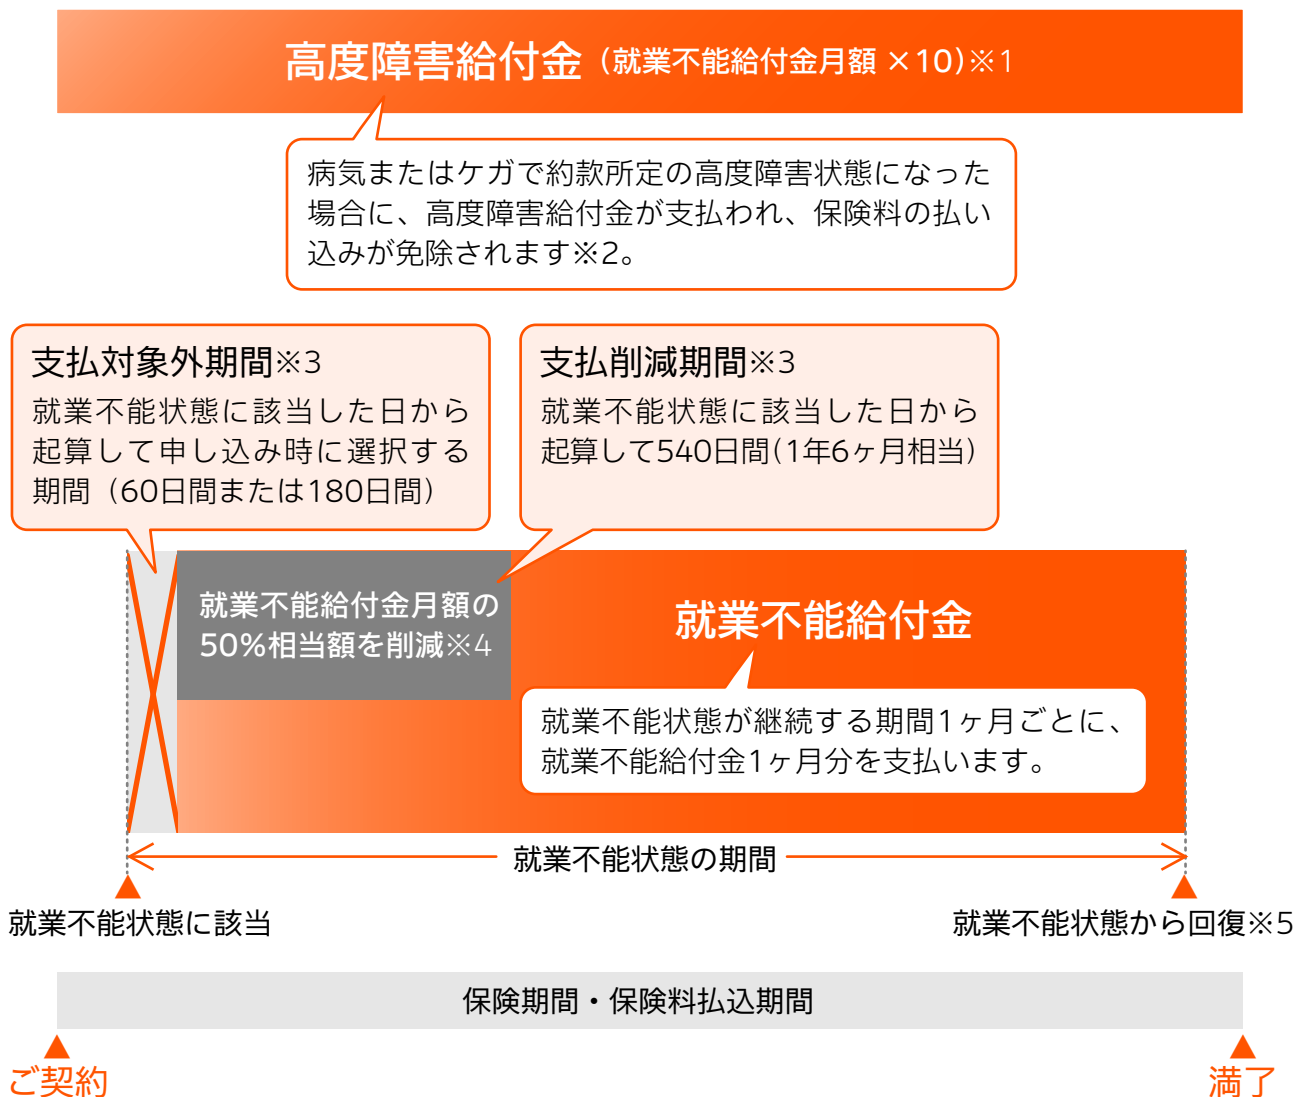 高度障害給付金（就業不能給付金月額 ×10）※1
病気またはケガで約款所定の高度障害状態になった
場合に、高度障害給付金が支払われ、保険料の払い
込みが免除されます※2。
支払対象外期間※3
就業不能状態に該当した日から
起算して申し込み時に選択する
期間（60日間または180日間）
支払削減期間※3
就業不能状態に該当した日から
起算して540日間（1年6ヶ月相当）
就業不能給付金月額の
50%相当額を削減※4
就業不能給付金
就業不能状態が継続する期間1ヶ月ごとに、
就業不能給付金1ヶ月分を支払います。
就業不能状態の期間
就業不能状態に該当
就業不能状態から回復※5
保険期間・保険料払込期間
ご契約
満了